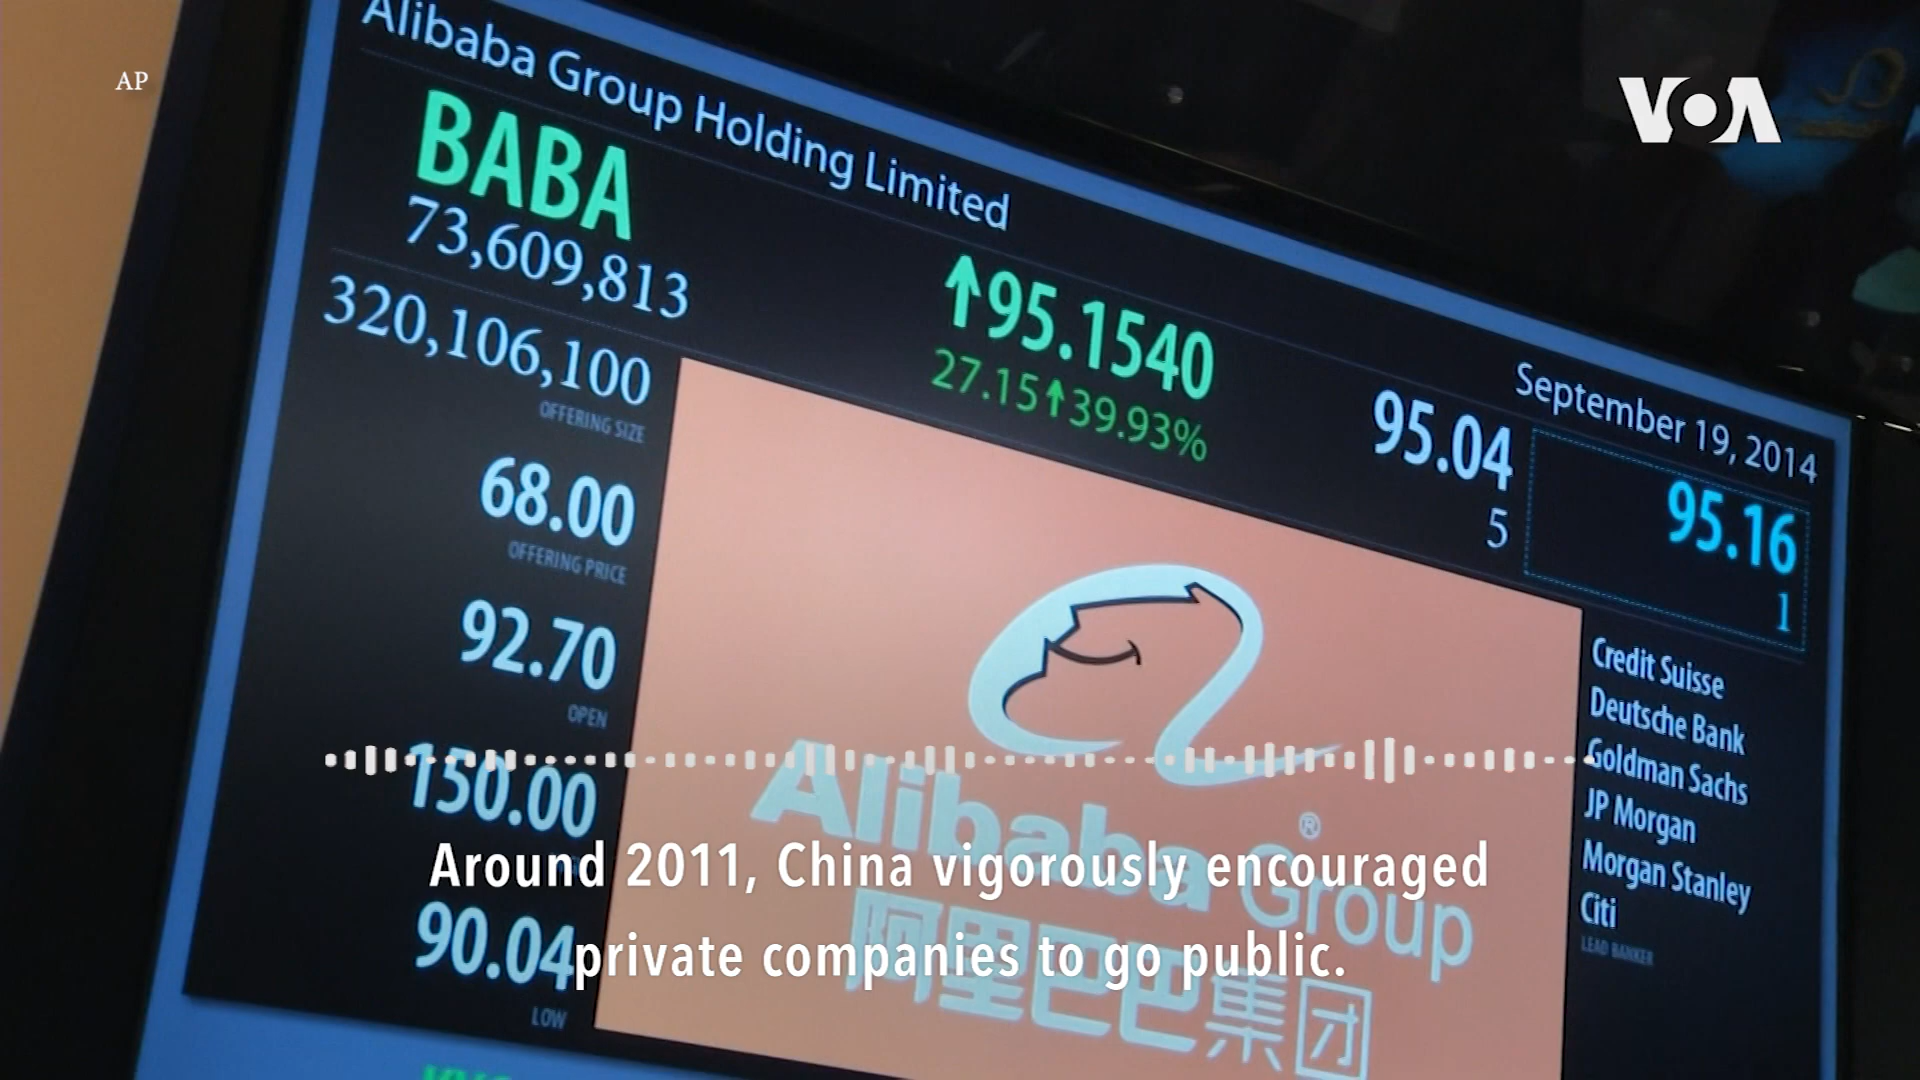 AP
VOA
Alibaba Group Holding Limited
BABA
73,609,813
↑95.1540
27.15↑39.93%
September 19, 2014
320,106,100
OFFERING SIZE
95.04
5
95.16
1
68.00
OFFERING PRICE
92.70
OPEN
150.00
90.04
LOW
Alibaba Group
®
阿里巴巴集团
Credit Suisse
Deutsche Bank
Goldman Sachs
JP Morgan
Morgan Stanley
Citi
LEAD BANKER
Around 2011, China vigorously encouraged
private companies to go public.